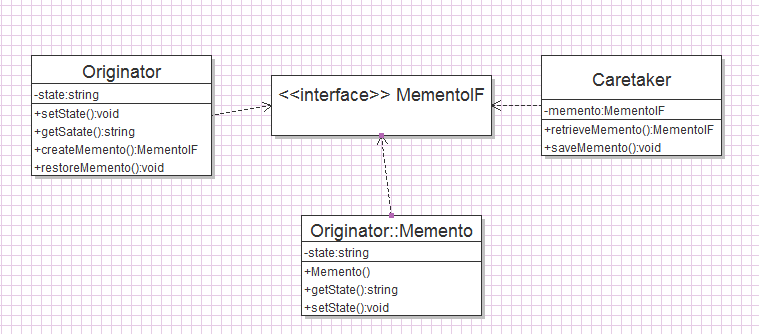 Originator
-state:string
+setState():void
+getSatate():string
+createMemento():MementoIF
+restoreMemento():void
<<interface>> MementoIF
Caretaker
-memento:MementoIF
+retrieveMemento():MementoIF
+saveMemento():void
Originator::Memento
-state:string
+Memento()
+getState():string
+setState():void